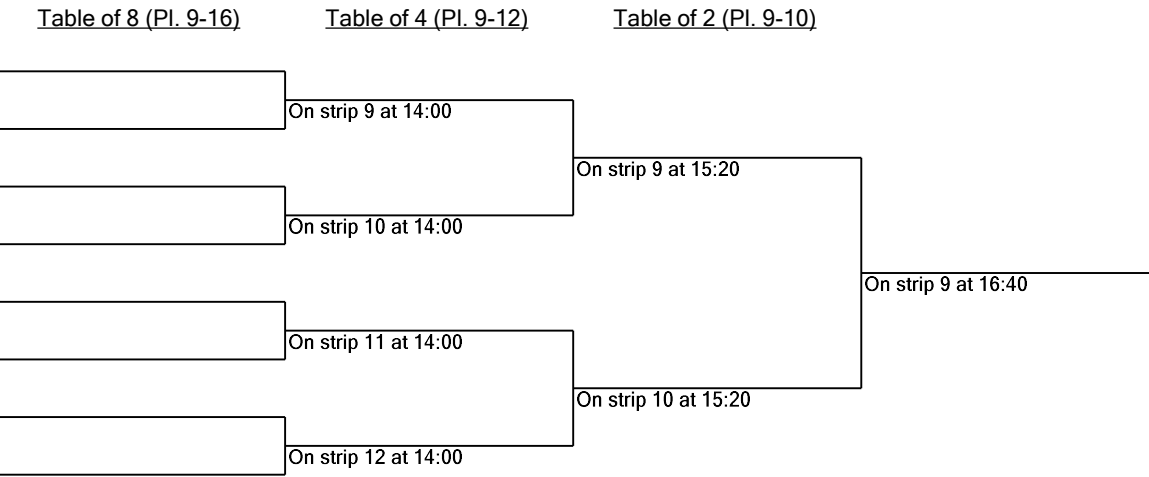 Table of 8 (Pl. 9-16)
Table of 4 (Pl. 9-12)
Table of 2 (Pl. 9-10)
On strip 9 at 14:00
On strip 9 at 15:20
On strip 10 at 14:00
On strip 9 at 16:40
On strip 11 at 14:00
On strip 10 at 15:20
On strip 12 at 14:00